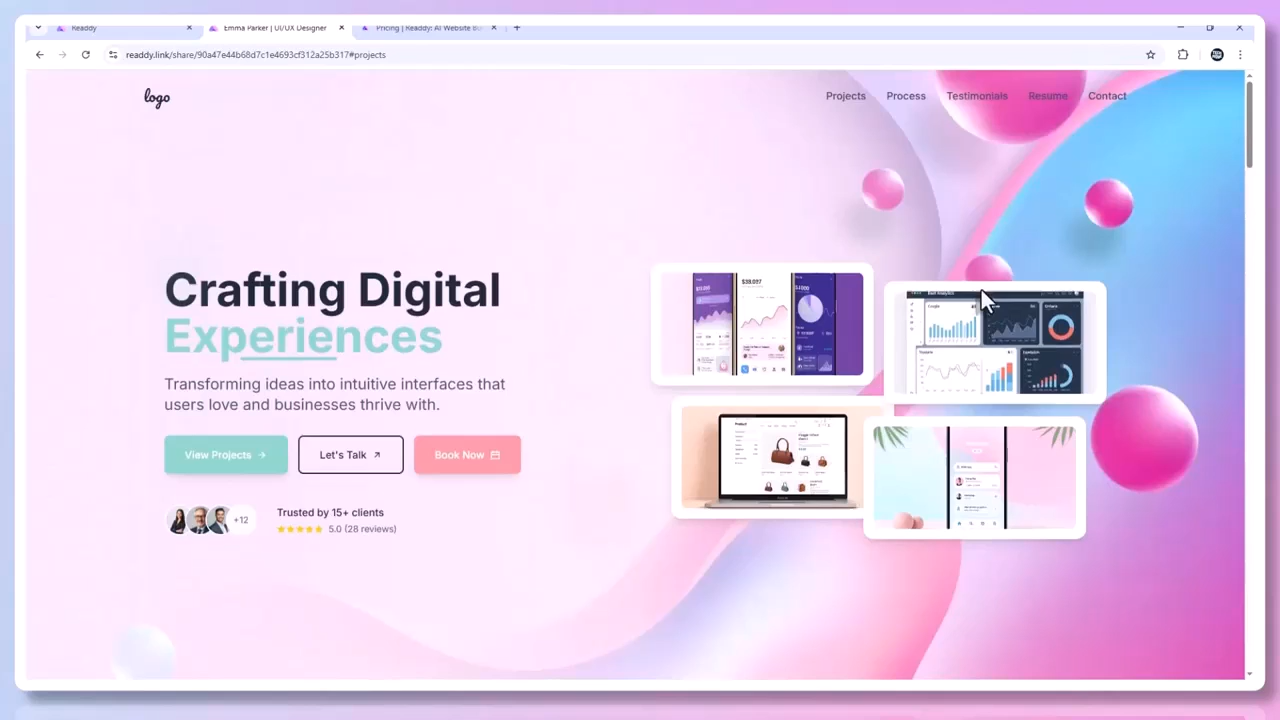 Readdy
Emma Parker | UI/UX Designer
Pricing | Readdy: AI Website
readdy.link/share/90a47e44b68d7c1e4693cf312a25b317#projects
logo
Projects
Process
Testimonials
Resume
Contact
Crafting Digital
Experiences
Transforming ideas into intuitive interfaces that
users love and businesses thrive with.
View Projects
Let's Talk
Book Now
+12
Trusted by 15+ clients
5.0 (28 reviews)